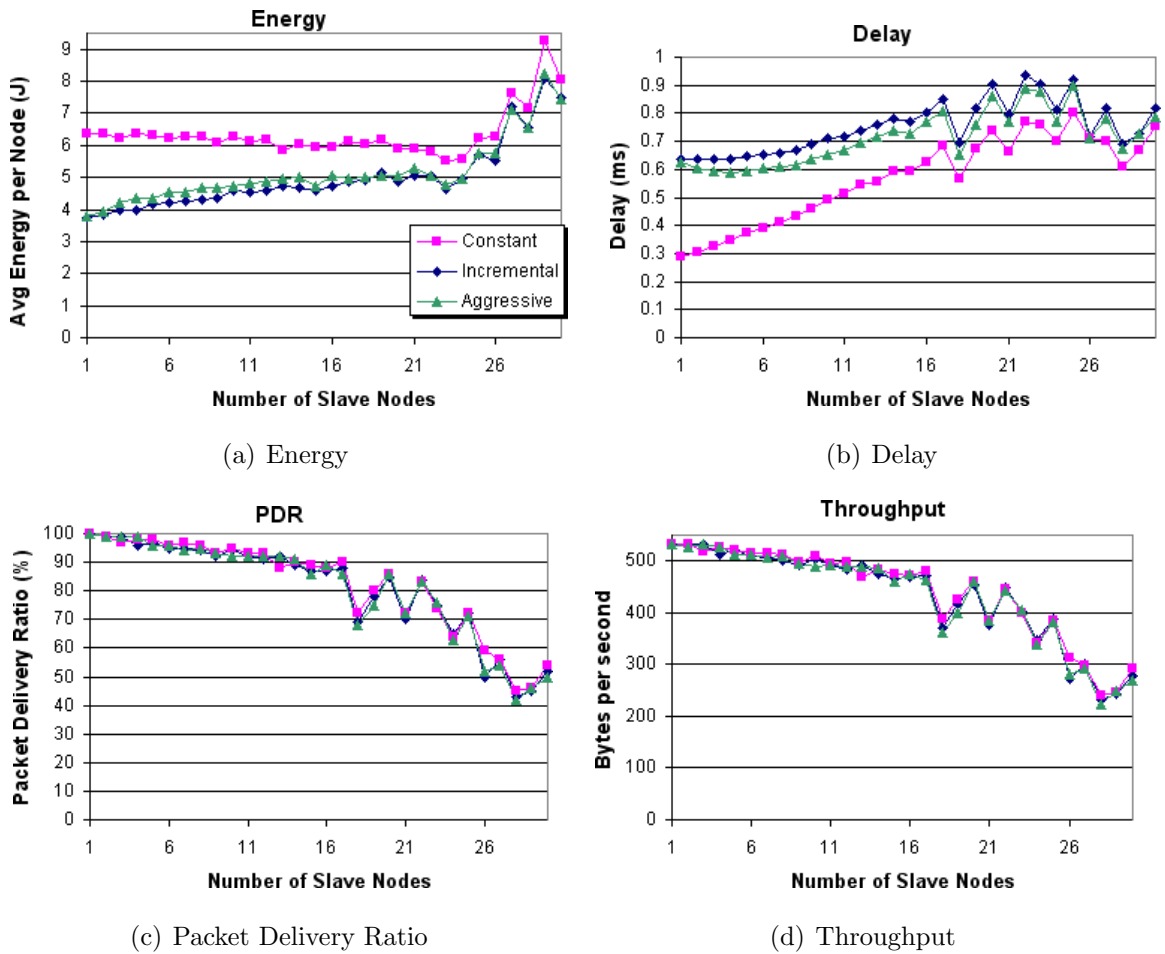 Energy
Avg Energy per Node (J)
9
8
7
6
5
4
3
2
1
0
Constant
Incremental
Aggressive
1 6 11 16 21 26
Number of Slave Nodes
(a) Energy
Delay
Delay (ms)
1
0.9
0.8
0.7
0.6
0.5
0.4
0.3
0.2
0.1
0
1 6 11 16 21 26
Number of Slave Nodes
(b) Delay
PDR
Packet Delivery Ratio (%)
100
90
80
70
60
50
40
30
20
10
0
1 6 11 16 21 26
Number of Slave Nodes
(c) Packet Delivery Ratio
Throughput
Bytes per second
500
400
300
200
100
0
1 6 11 16 21 26
Number of Slave Nodes
(d) Throughput